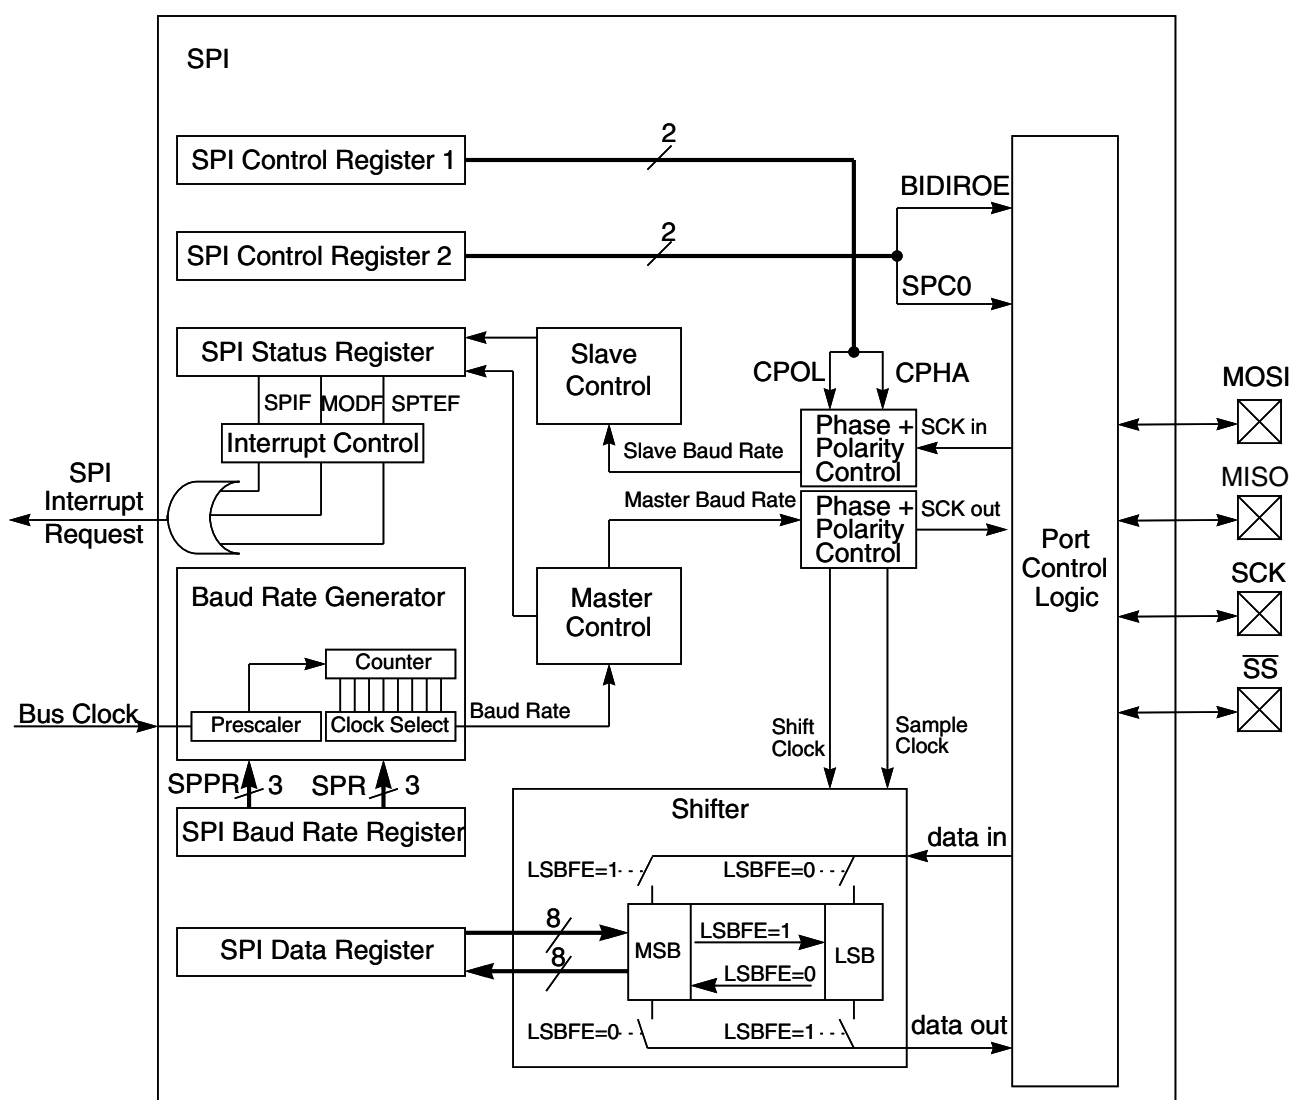 SPI
SPI Control Register 1
2
BIDIROE
SPI Control Register 2
2
SPC0
SPI Status Register
Slave
Control
CPOL
CPHA
MOSI
SPIF
MODF
SPTEF
Interrupt Control
Phase +
Polarity
Control
SCK in
Slave Baud Rate
SPI
Interrupt
Request
MISO
Master Baud Rate
Phase +
Polarity
Control
SCK out
Port
Control
Logic
Baud Rate Generator
Master
Control
SCK
Counter
SS
Bus Clock
Prescaler
Clock Select
Baud Rate
Shift
Clock
Sample
Clock
SPPR
3
SPR
3
SPI Baud Rate Register
Shifter
data in
LSBFE=1
LSBFE=0
8
SPI Data Register
8
MSB
LSBFE=1
LSBFE=0
LSB
LSBFE=0
LSBFE=1
data out